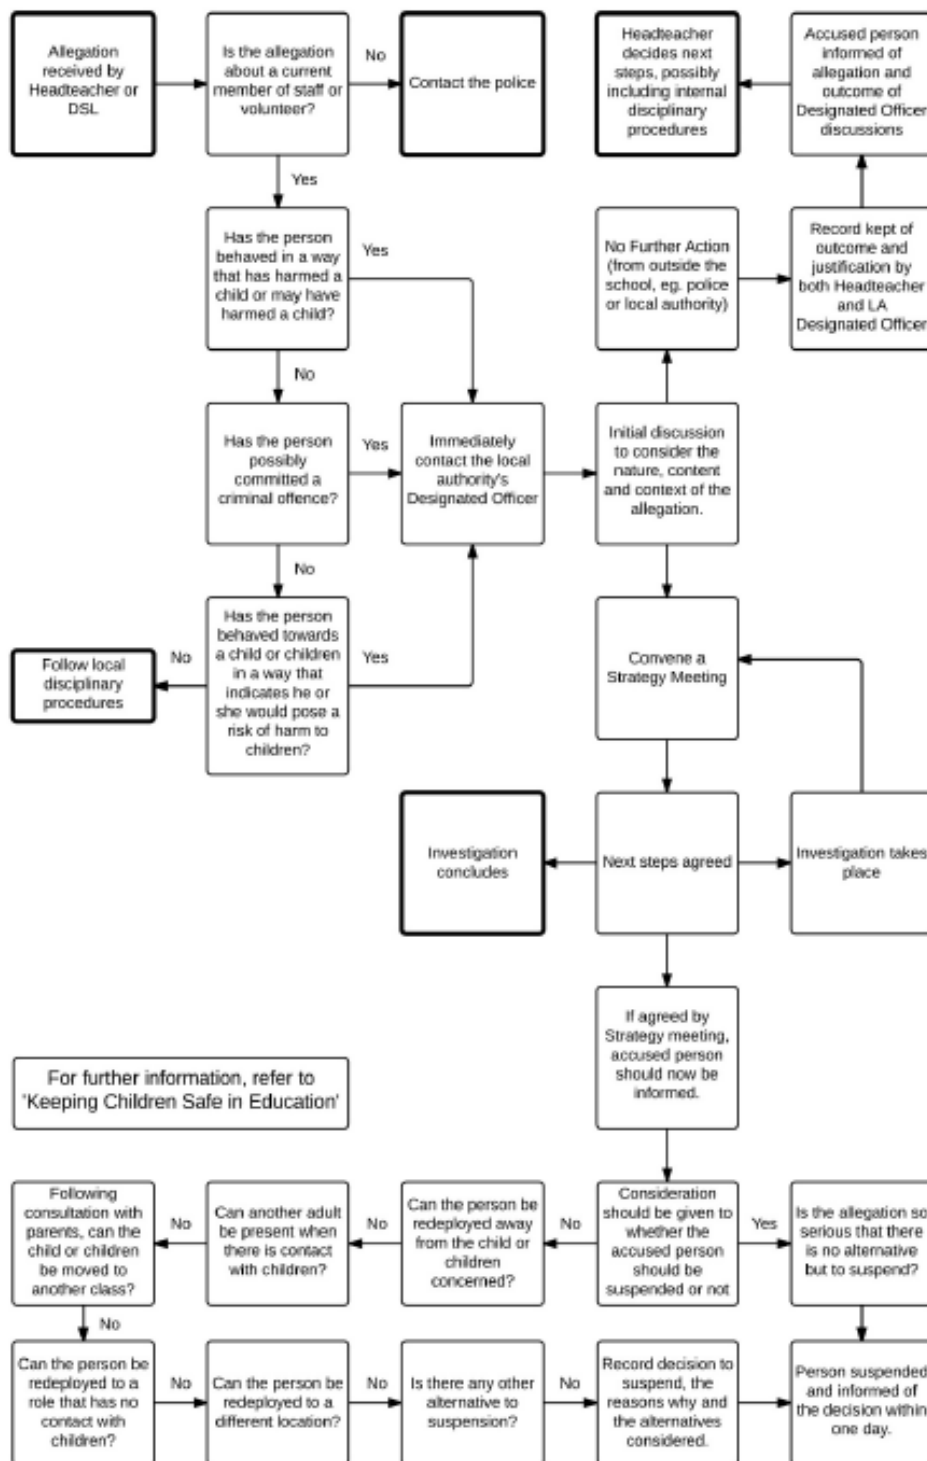 Allegation
received by
Headteacher or
DSL
Is the allegation
about a current
member of staff or
volunteer?
No
Contact the police
Headteacher
decides next
steps, possibly
including internal
disciplinary
procedures
Accused person
informed of
allegation and
outcome of
Designated Officer
discussions
Yes
Has the person
behaved in a way
that has harmed a
child or may have
harmed a child?
Yes
No Further Action
(from outside the
school, eg. police
or local authority)
Record kept of
outcome and
justification by
both Headteacher
and LA
Designated Officer
No
Has the person
possibly
committed a
criminal offence?
Yes
Immediately
contact the local
authority's
Designated Officer
Initial discussion
to consider the
nature, content
and context of the
allegation.
No
Follow local
disciplinary
procedures
No
Has the person
behaved towards
a child or children
in a way that
indicates he or
she would pose a
risk of harm to
children?
Yes
Convene a
Strategy Meeting
Investigation
concludes
Next steps agreed
Investigation takes
place
If agreed by
Strategy meeting,
accused person
should now be
informed.
For further information, refer to
'Keeping Children Safe in Education'
Following
consultation with
parents, can the
child or children
be moved to
another class?
No
Can another adult
be present when
there is contact
with children?
No
Can the person be
redeployed away
from the child or
children
concerned?
No
Consideration
should be given to
whether the
accused person
should be
suspended or not
Yes
Is the allegation so
serious that there
is no alternative
but to suspend?
No
Can the person be
redeployed to a
role that has no
contact with
children?
No
Can the person be
redeployed to a
different location?
No
Is there any other
alternative to
suspension?
No
Record decision to
suspend, the
reasons why and
the alternatives
considered.
Person suspended
and informed of
the decision within
one day.